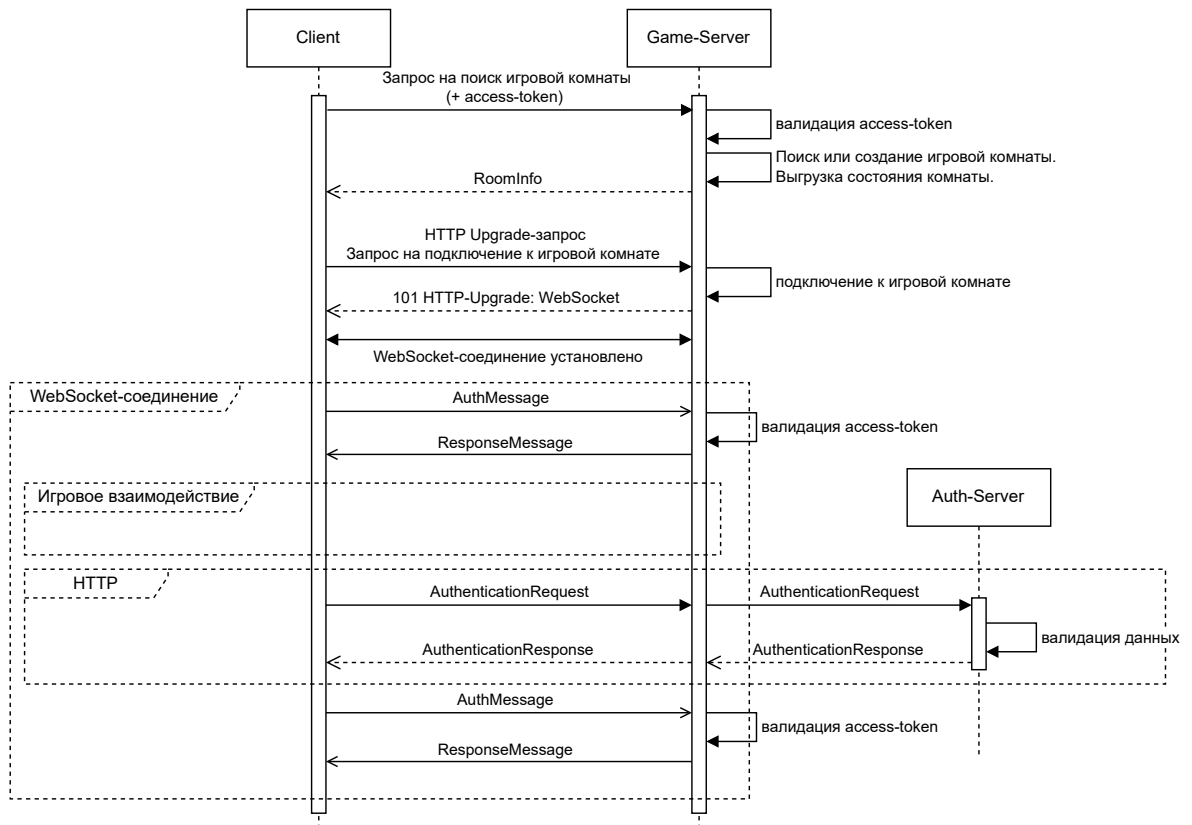 Client
Game-Server
Запрос на поиск игровой комнаты
(+ access-token)
валидация access-token
Поиск или создание игровой комнаты.
Выгрузка состояния комнаты.
RoomInfo
HTTP Upgrade-запрос
Запрос на подключение к игровой комнате
подключение к игровой комнате
101 HTTP-Upgrade: WebSocket
WebSocket-соединение установлено
WebSocket-соединение
AuthMessage
валидация access-token
ResponseMessage
Игровое взаимодействие
Auth-Server
HTTP
AuthenticationRequest
AuthenticationRequest
валидация данных
AuthenticationResponse
AuthenticationResponse
AuthMessage
валидация access-token
ResponseMessage